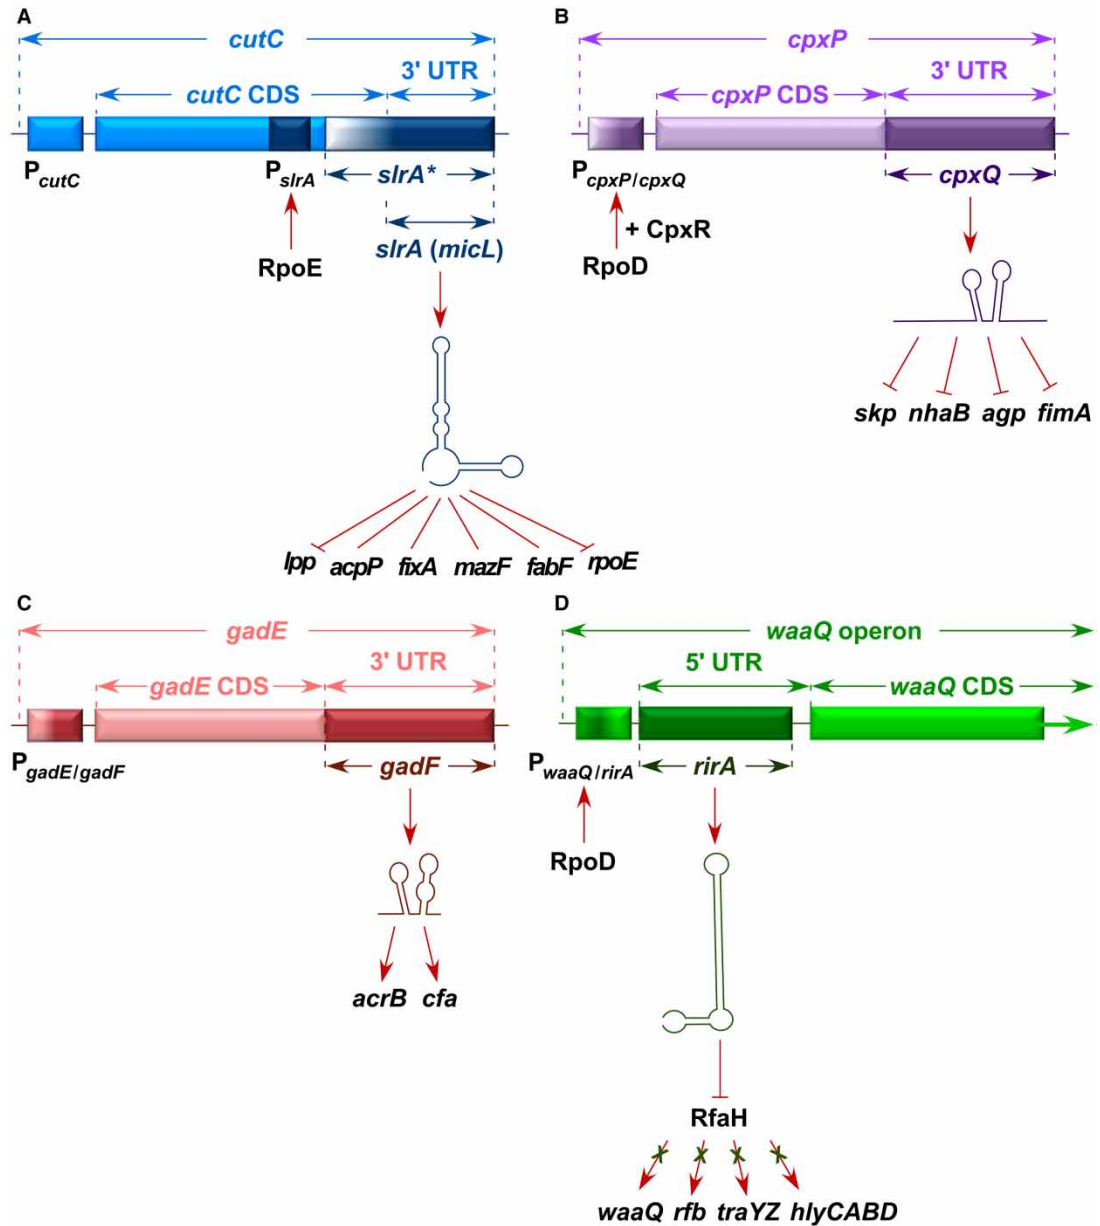 A
cutC
3' UTR
cutC CDS
PcutC
PslrA
slrA*
RpoE
slrA (micL)
lpp acpP fixA mazF fabF rpoE
B
cpxP
3' UTR
cpxP CDS
PcpxP/cpxQ
cpxQ
+ CpxR
RpoD
skp nhaB agp fimA
C
gadE
3' UTR
gadE CDS
PgadE/gadF
gadF
acrB cfa
D
waaQ operon
5' UTR
waaQ CDS
PwaaQ/rirA
rirA
RpoD
RfaH
X X X X
waaQ rfb traYZ hlyCABD